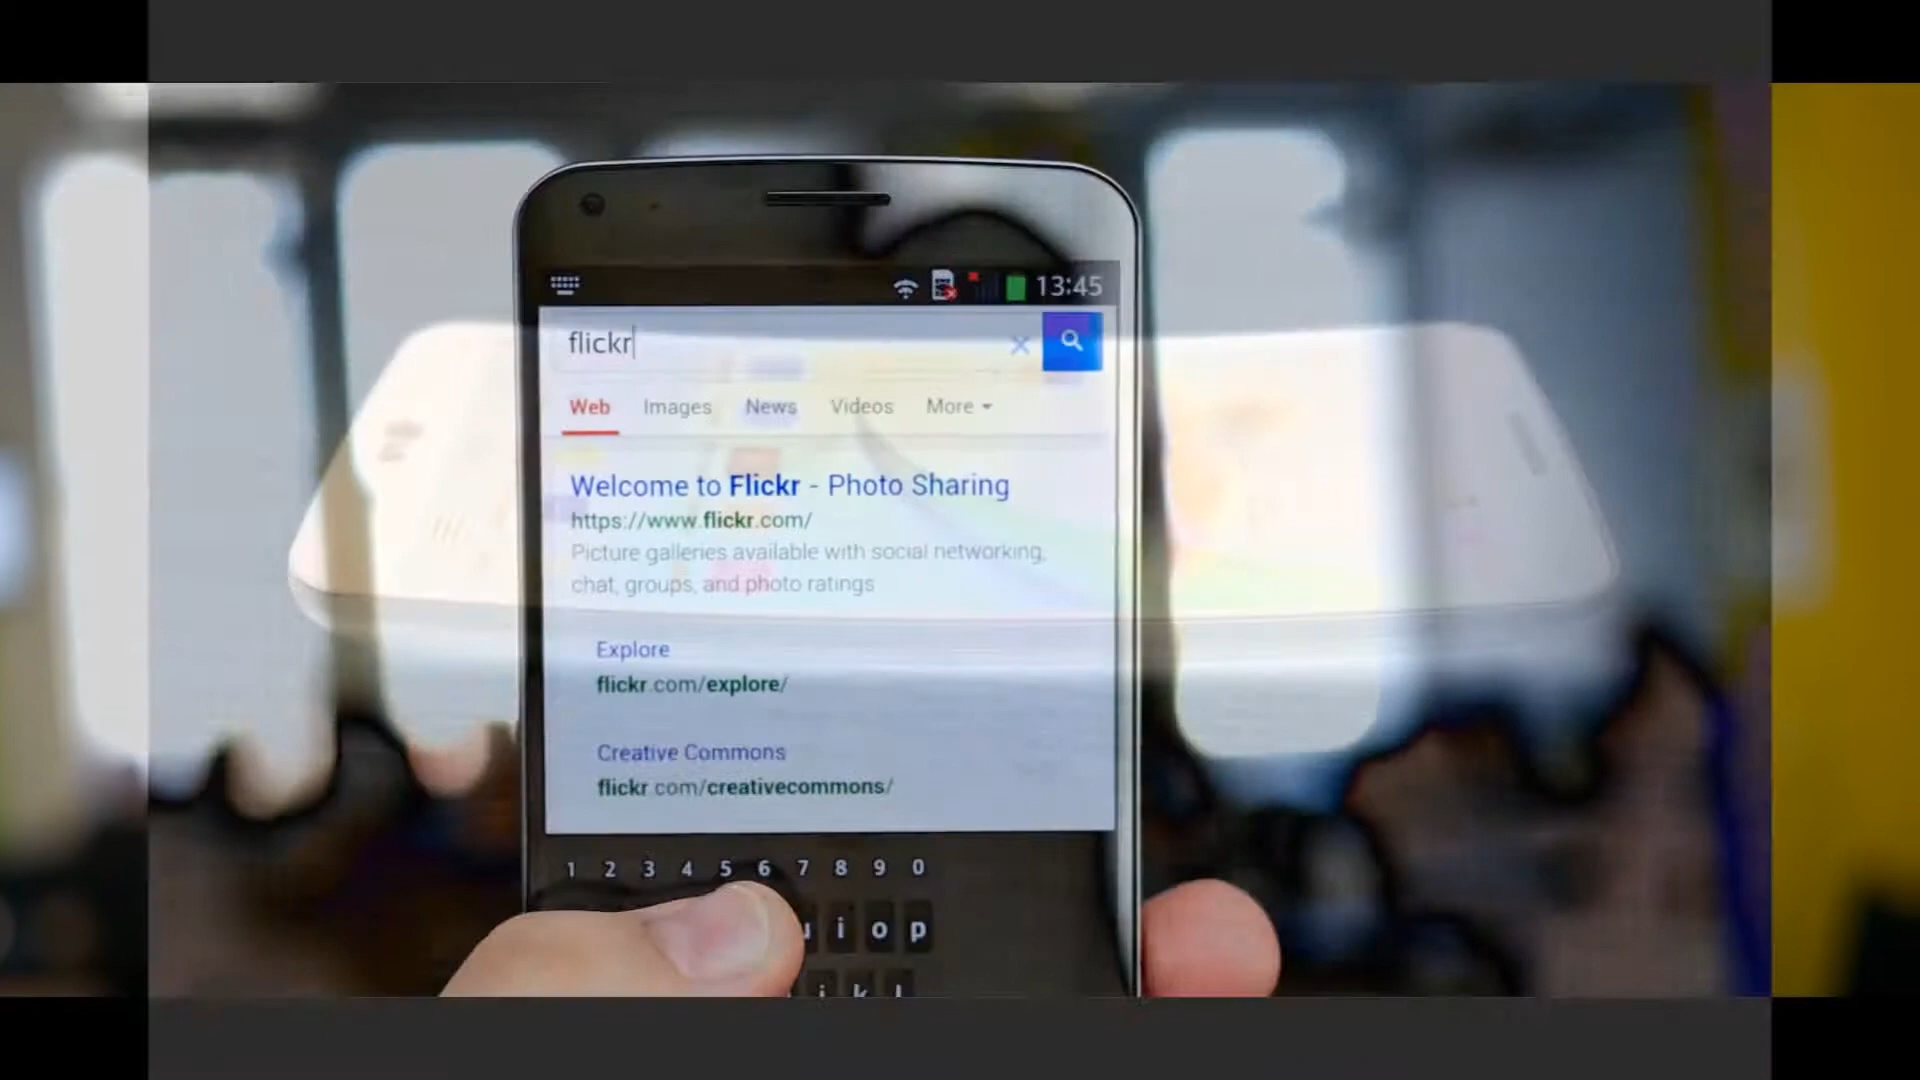 13:45
flickr
Web Images News Videos More
Welcome to Flickr - Photo Sharing
https://www.flickr.com/
Picture galleries available with social networking,
chat, groups, and photo ratings
Explore
flickr.com/explore/
Creative Commons
flickr.com/creativecommons/
1 2 3 4 5 6 7 8 9 0
i o p